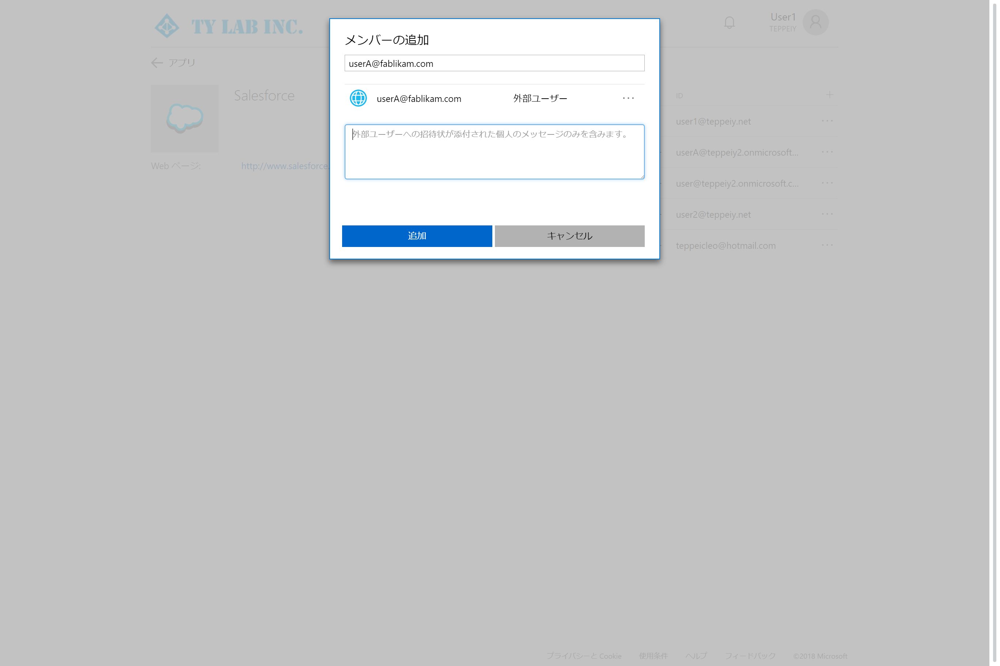 TY LAB INC.
User1
TEPPEIY
アプリ
Salesforce
Web ページ:
http://www.salesforce.
メンバーの追加
userA@fablikam.com
userA@fablikam.com 外部ユーザー ...
外部ユーザーへの招待状が添付された個人のメッセージのみを含みます。
追加 キャンセル
ID
user1@teppeiy.net ...
userA@teppeiy2.onmicrosoft... ...
user@teppeiy2.onmicrosoft.c... ...
user2@teppeiy.net ...
teppeicleo@hotmail.com ...
プライバシーと Cookie 使用条件 ヘルプ フィードバック ©2018 Microsoft